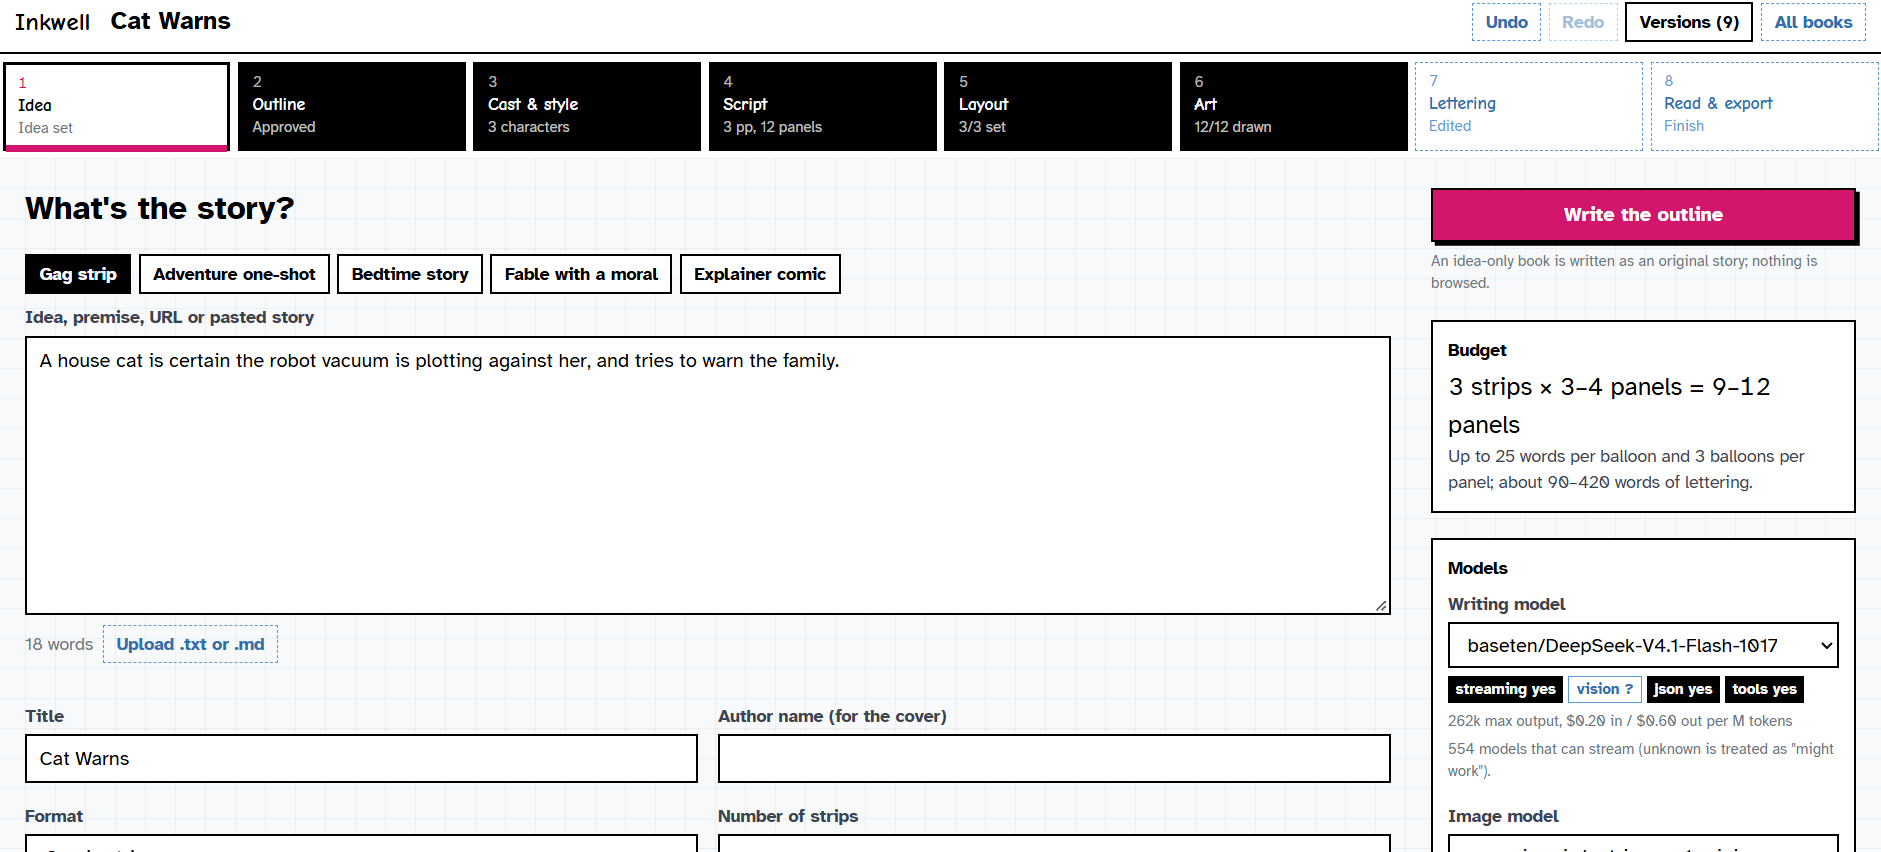 Inkwell Cat Warns
Undo Redo Versions (9) All books
1
Idea
Idea set
2
Outline
Approved
3
Cast & style
3 characters
4
Script
3 pp, 12 panels
5
Layout
3/3 set
6
Art
12/12 drawn
7
Lettering
Edited
8
Read & export
Finish
What's the story?
Gag strip Adventure one-shot Bedtime story Fable with a moral Explainer comic
Idea, premise, URL or pasted story
A house cat is certain the robot vacuum is plotting against her, and tries to warn the family.
18 words Upload .txt or .md
Title
Cat Warns
Author name (for the cover)
Format
Number of strips
Write the outline
An idea-only book is written as an original story; nothing is
browsed.
Budget
3 strips × 3–4 panels = 9–12
panels
Up to 25 words per balloon and 3 balloons per
panel; about 90–420 words of lettering.
Models
Writing model
baseten/DeepSeek-V4.1-Flash-1017
streaming yes vision ? json yes tools yes
262k max output, $0.20 in / $0.60 out per M tokens
554 models that can stream (unknown is treated as "might
work").
Image model